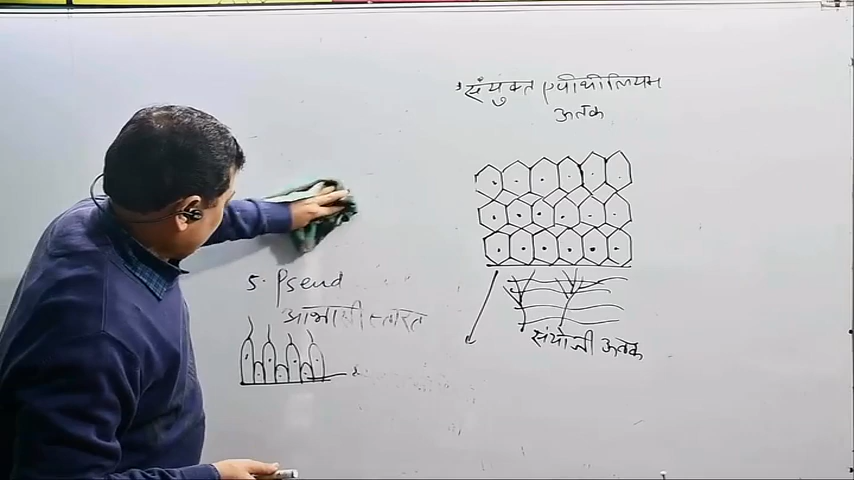 5. Pseud
आभासी स्तरित
संयुक्त एपीथीलियम
ऊतक
संयोजी ऊतक